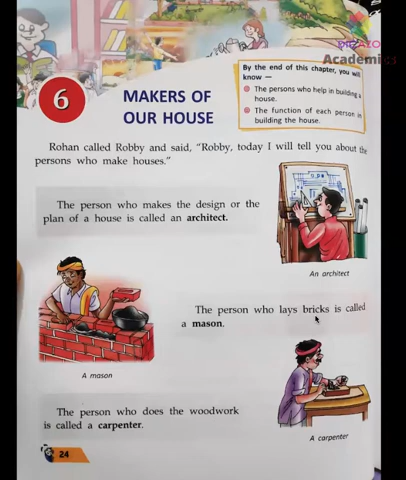 DIZAYO
Academics
By the end of this chapter, you will
know —
The persons who help in building a
house.
The function of each person in
building the house.
6
MAKERS OF
OUR HOUSE
Rohan called Robby and said, "Robby, today I will tell you about the
persons who make houses."
The person who makes the design or the
plan of a house is called an architect.
An architect
The person who lays bricks is called
a mason.
A mason
The person who does the woodwork
is called a carpenter.
A carpenter
24